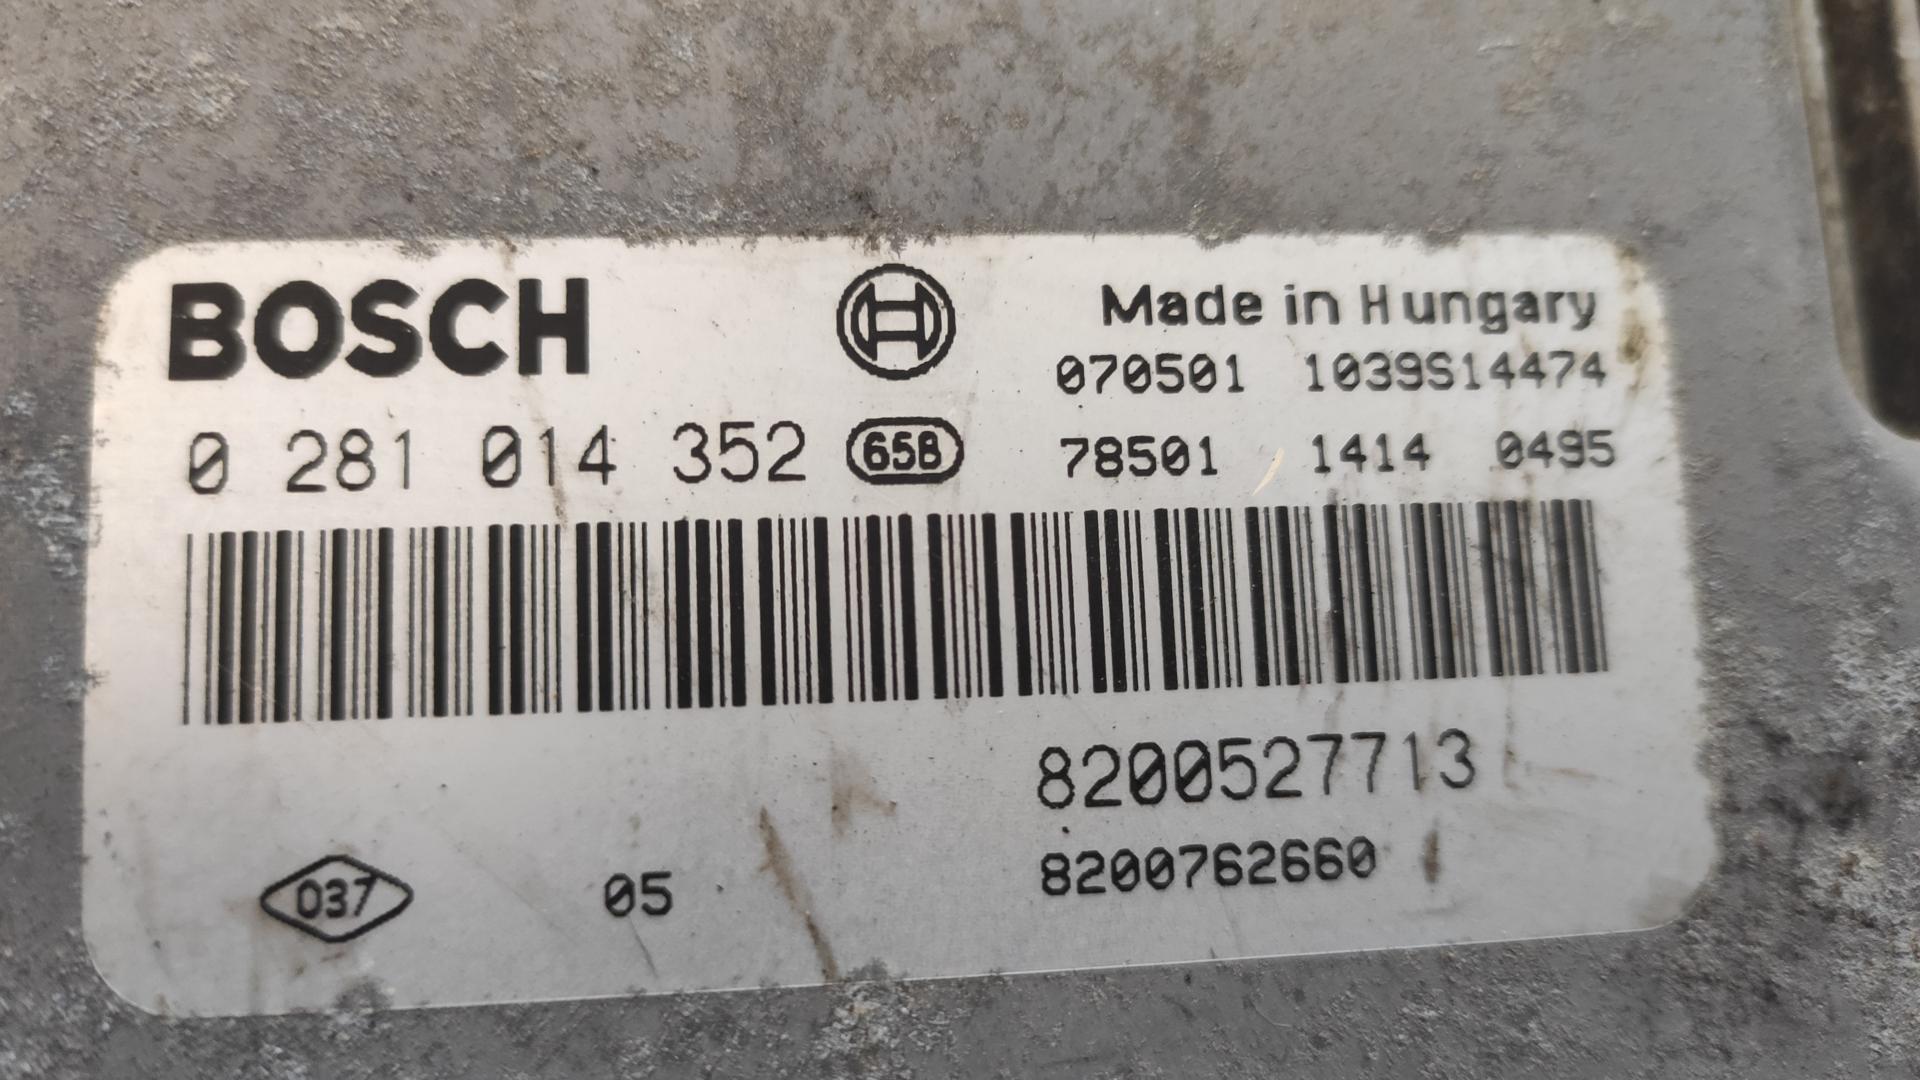 BOSCH
Made in Hungary
070501 1039S14474
0 281 014 352 658 78501 1414 0495
8200527713
8200762660
037 05